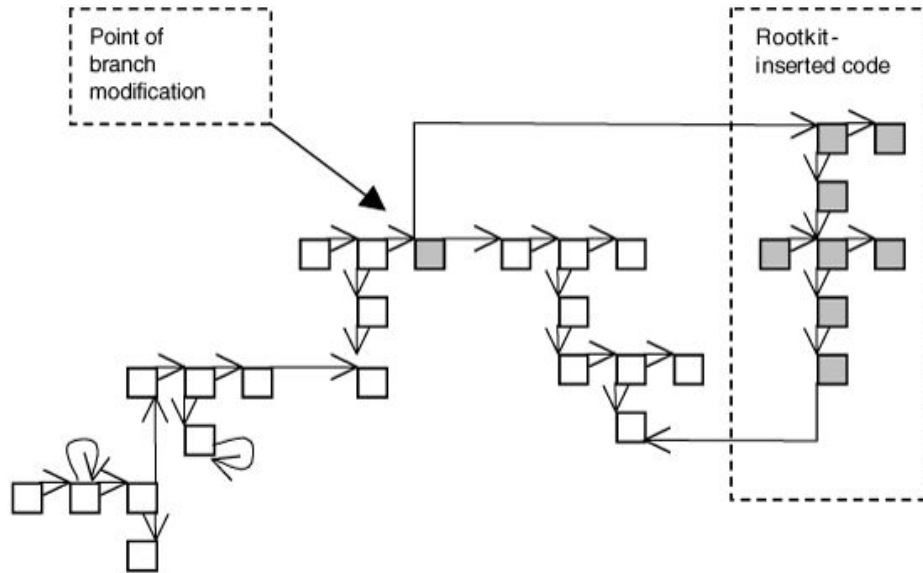 Point of
branch
modification
Rootkit-
inserted code